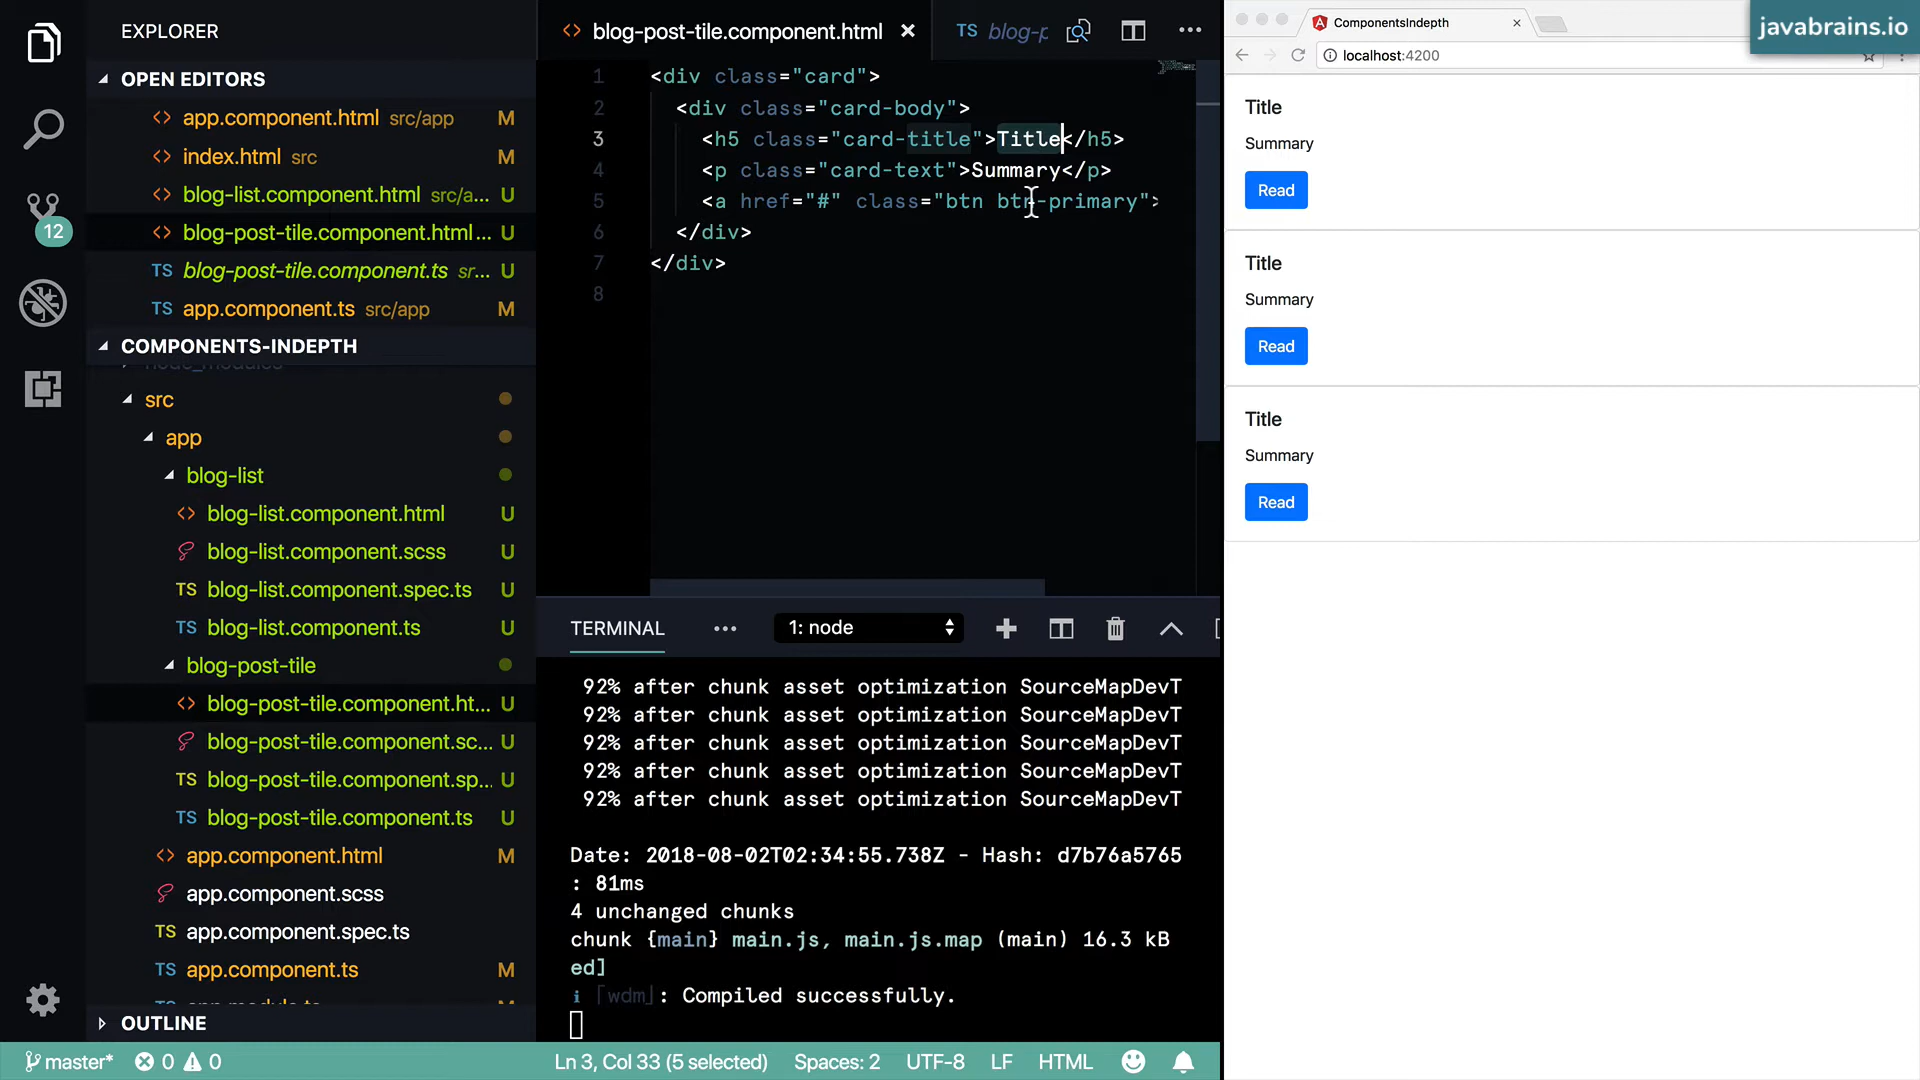 EXPLORER
OPEN EDITORS
<> app.component.html src/app M
<> index.html src M
<> blog-list.component.html src/a... U
<> blog-post-tile.component.html ... U
TS blog-post-tile.component.ts sr... U
TS app.component.ts src/app M
12
COMPONENTS-INDEPTH
node_modules
src
app
blog-list
<> blog-list.component.html U
blog-list.component.scss U
TS blog-list.component.spec.ts U
TS blog-list.component.ts U
blog-post-tile
<> blog-post-tile.component.ht... U
blog-post-tile.component.sc... U
TS blog-post-tile.component.sp... U
TS blog-post-tile.component.ts U
<> app.component.html M
app.component.scss
TS app.component.spec.ts
TS app.component.ts M
app.module.ts
OUTLINE
<> blog-post-tile.component.html ×
TS blog-p
1 <div class="card">
2 <div class="card-body">
3 <h5 class="card-title">Title</h5>
4 <p class="card-text">Summary</p>
5 <a href="#" class="btn btn-primary">
6 </div>
7 </div>
8
TERMINAL ... 1: node
92% after chunk asset optimization SourceMapDevT
92% after chunk asset optimization SourceMapDevT
92% after chunk asset optimization SourceMapDevT
92% after chunk asset optimization SourceMapDevT
92% after chunk asset optimization SourceMapDevT
Date: 2018-08-02T02:34:55.738Z - Hash: d7b76a5765
: 81ms
4 unchanged chunks
chunk {main} main.js, main.js.map (main) 16.3 kB
ed]
i ｢wdm｣: Compiled successfully.
master* 0 0 Ln 3, Col 33 (5 selected) Spaces: 2 UTF-8 LF HTML
ComponentsIndepth ×
javabrains.io
localhost:4200
Title
Summary
Read
Title
Summary
Read
Title
Summary
Read